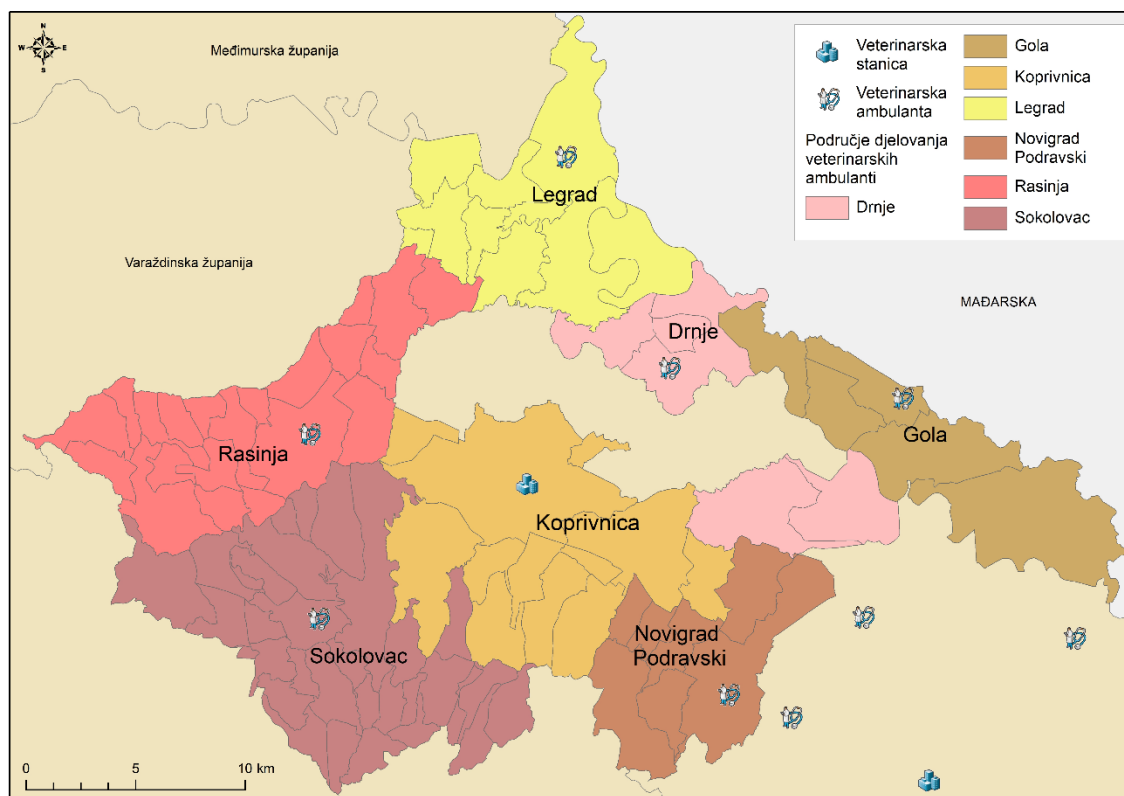 N
W E
S
Međimurska županija
Varaždinska županija
MAĐARSKA
Legrad
Drnje
Gola
Rasinja
Koprivnica
Sokolovac
Novigrad
Podravski
Veterinarska
stanica
Veterinarska
ambulanta
Područje djelovanja
veterinarskih
ambulanti
Drnje
Gola
Koprivnica
Legrad
Novigrad
Podravski
Rasinja
Sokolovac
0 5 10 km